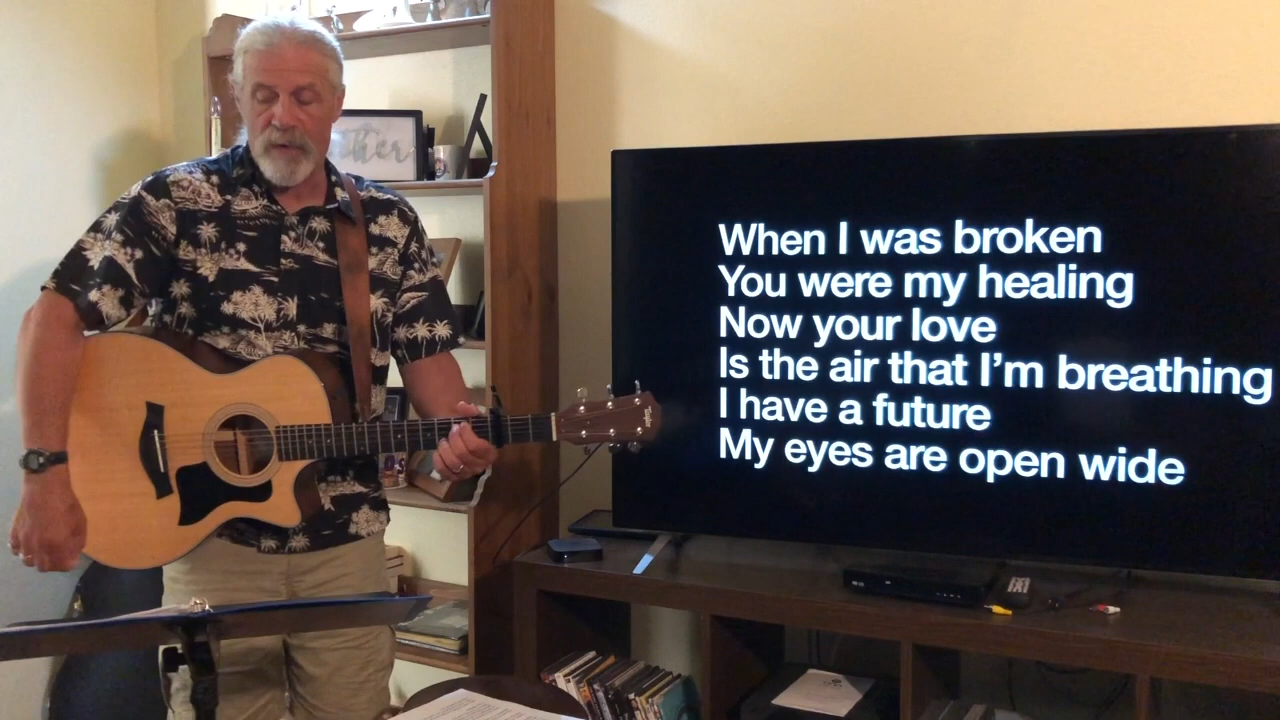 When I was broken
You were my healing
Now your love
Is the air that I'm breathing
I have a future
My eyes are open wide
Taylor